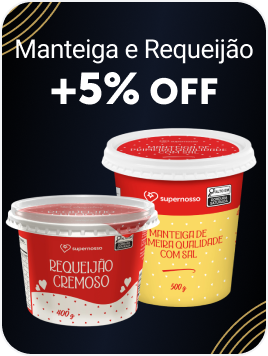 Manteiga e Requeijão
+5% OFF
supernosso
MANTEIGA DE
PRIMEIRA QUALIDADE
COM SAL
500g
supernosso
REQUEIJÃO
CREMOSO
400g